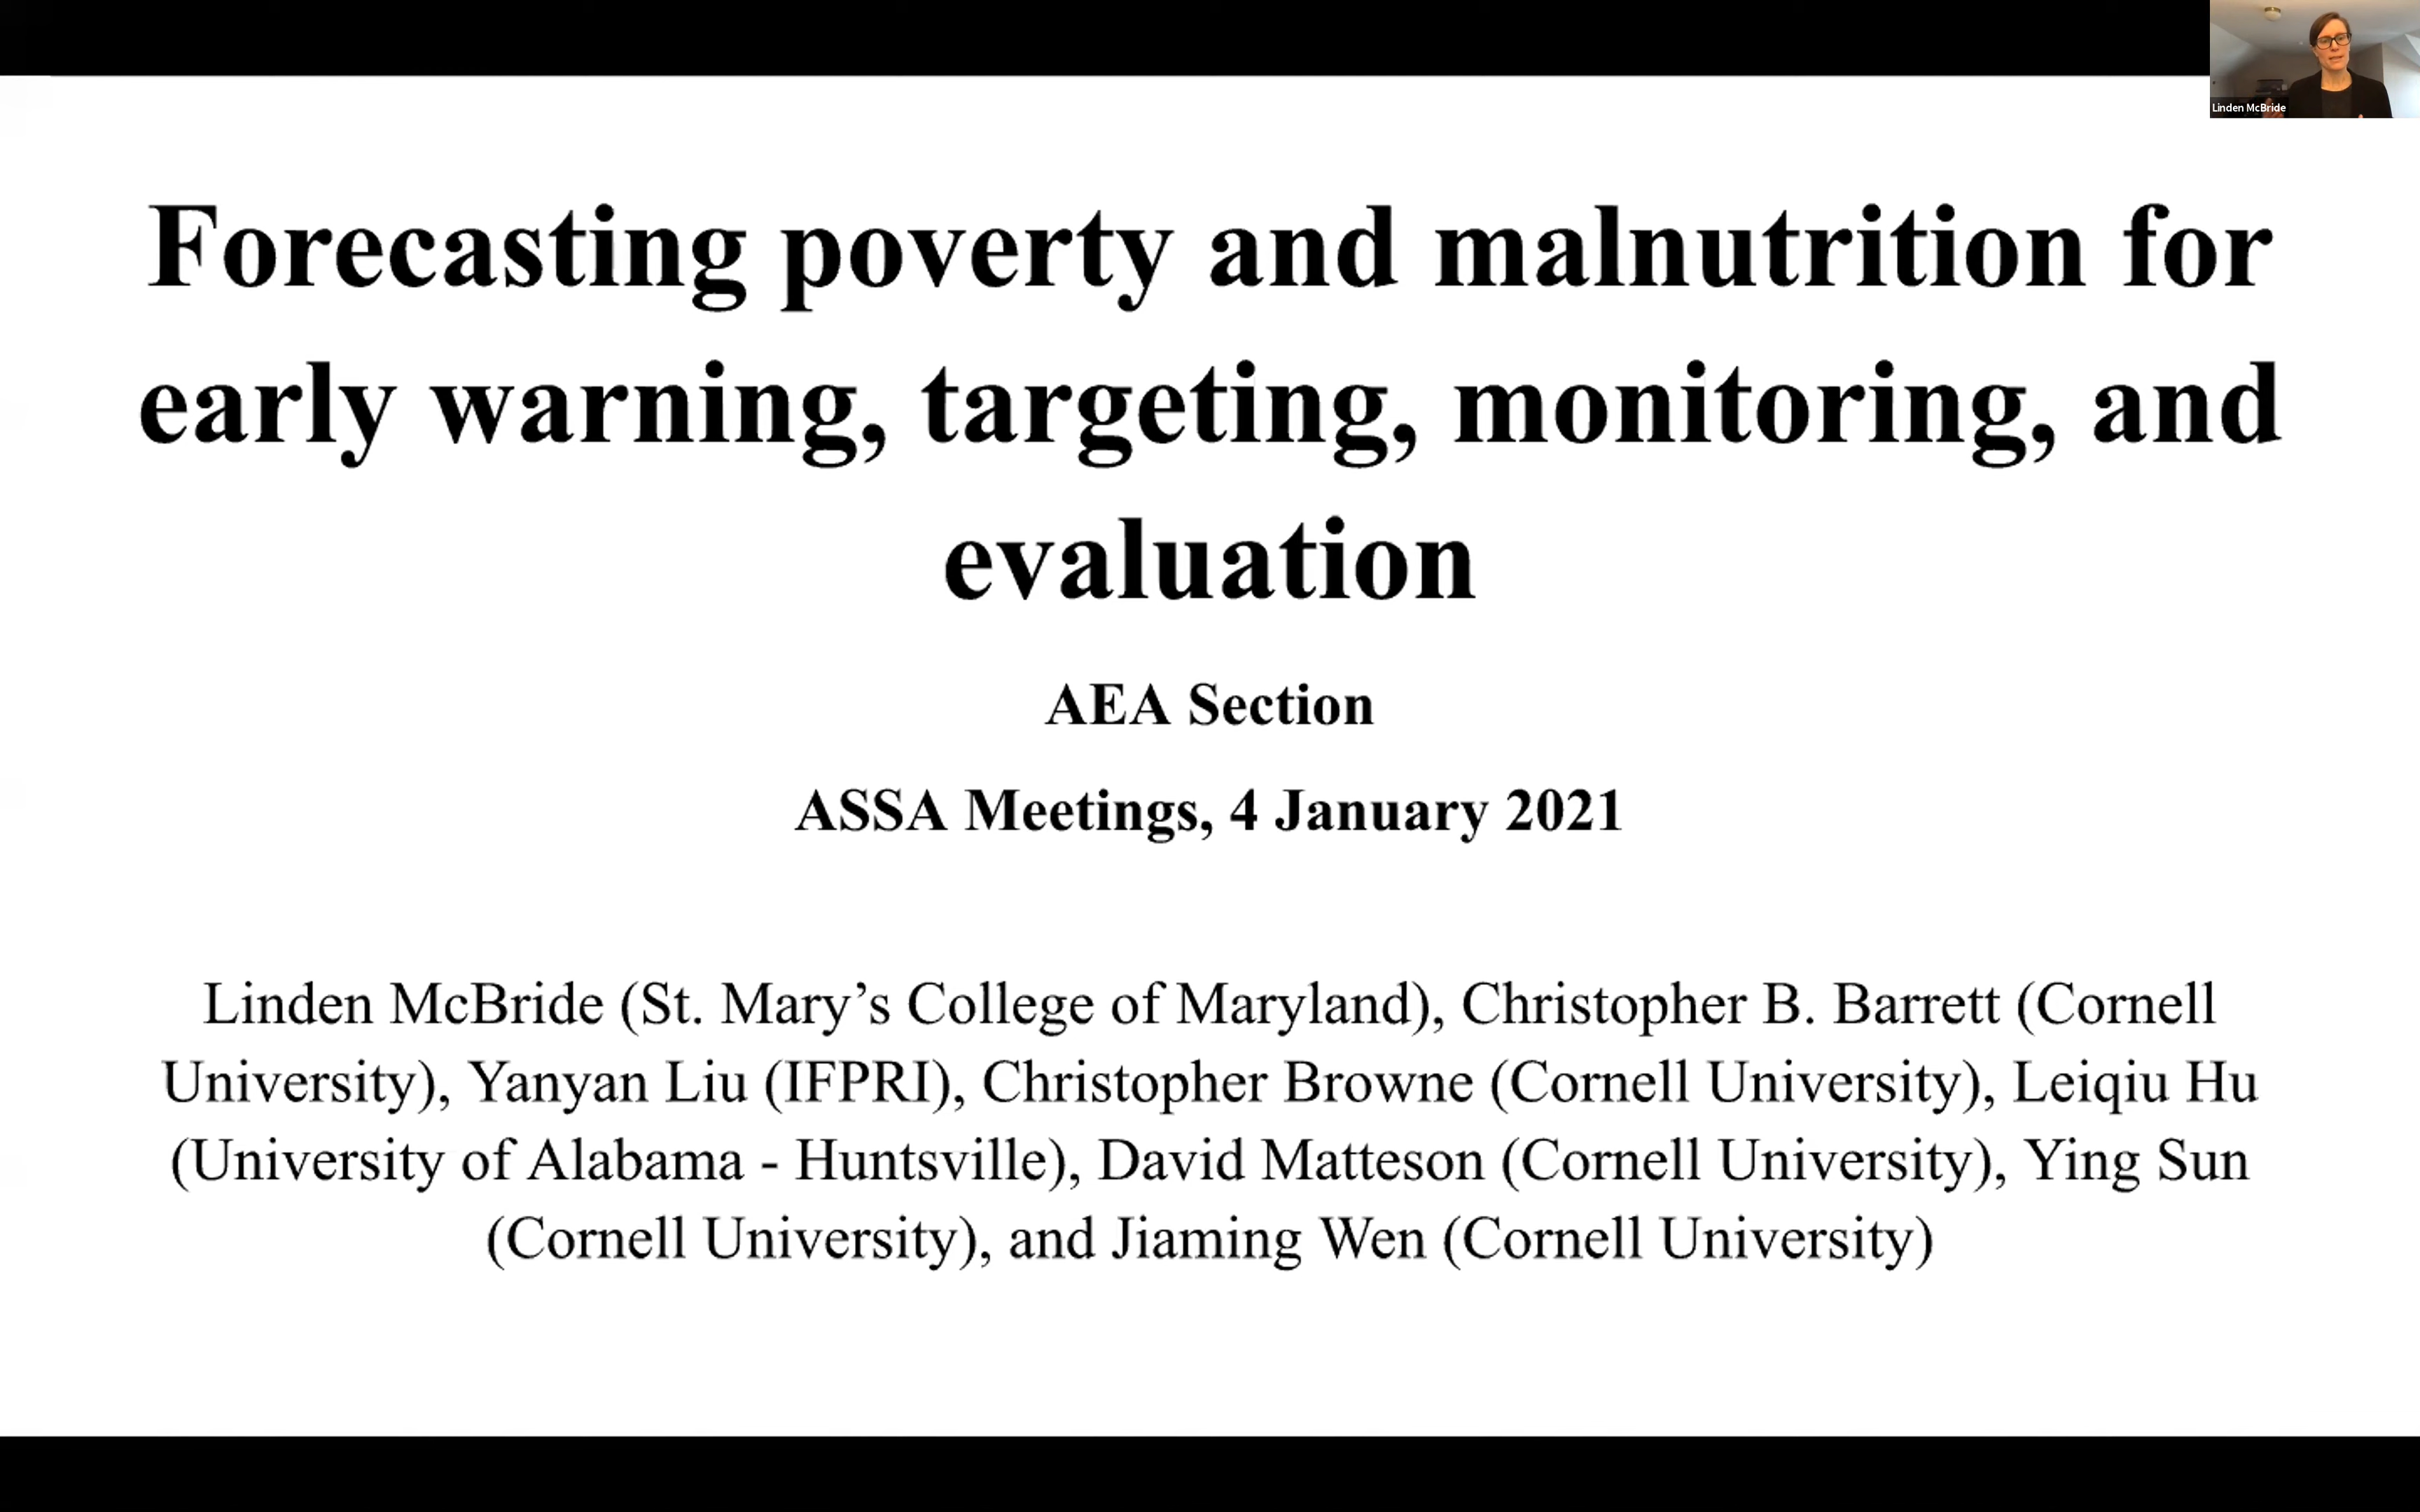 Linden McBride
Forecasting poverty and malnutrition for
early warning, targeting, monitoring, and
evaluation
AEA Section
ASSA Meetings, 4 January 2021
Linden McBride (St. Mary’s College of Maryland), Christopher B. Barrett (Cornell
University), Yanyan Liu (IFPRI), Christopher Browne (Cornell University), Leiqiu Hu
(University of Alabama - Huntsville), David Matteson (Cornell University), Ying Sun
(Cornell University), and Jiaming Wen (Cornell University)